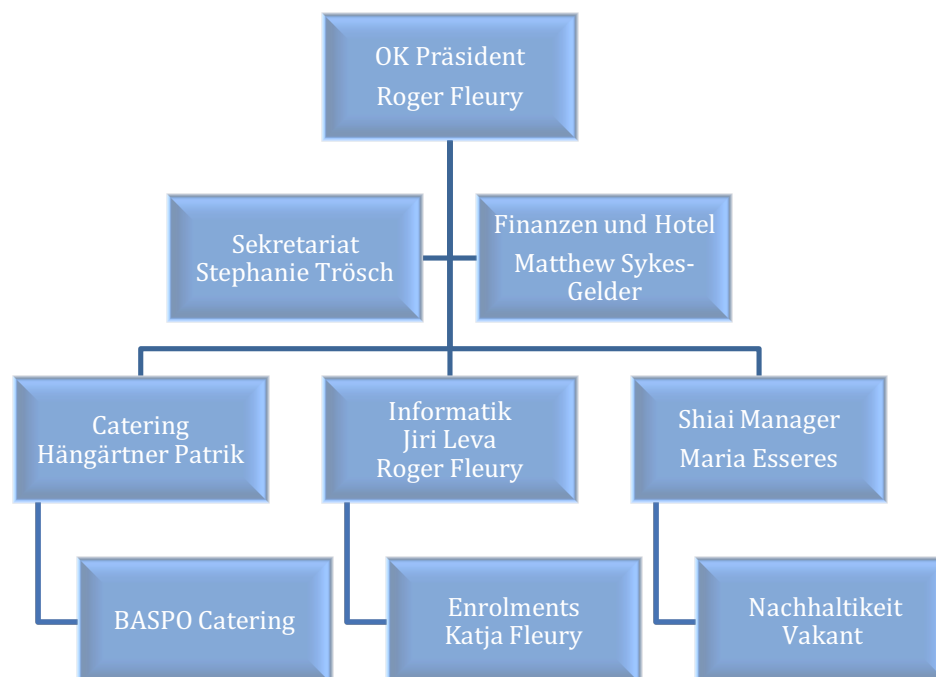 OK Präsident
Roger Fleury
Sekretariat
Stephanie Trösch
Finanzen und Hotel
Matthew Sykes-
Gelder
Catering
Hängärtner Patrik
Informatik
Jiri Leva
Roger Fleury
Shiai Manager
Maria Esseres
BASPO Catering
Enrolments
Katja Fleury
Nachhaltikeit
Vakant